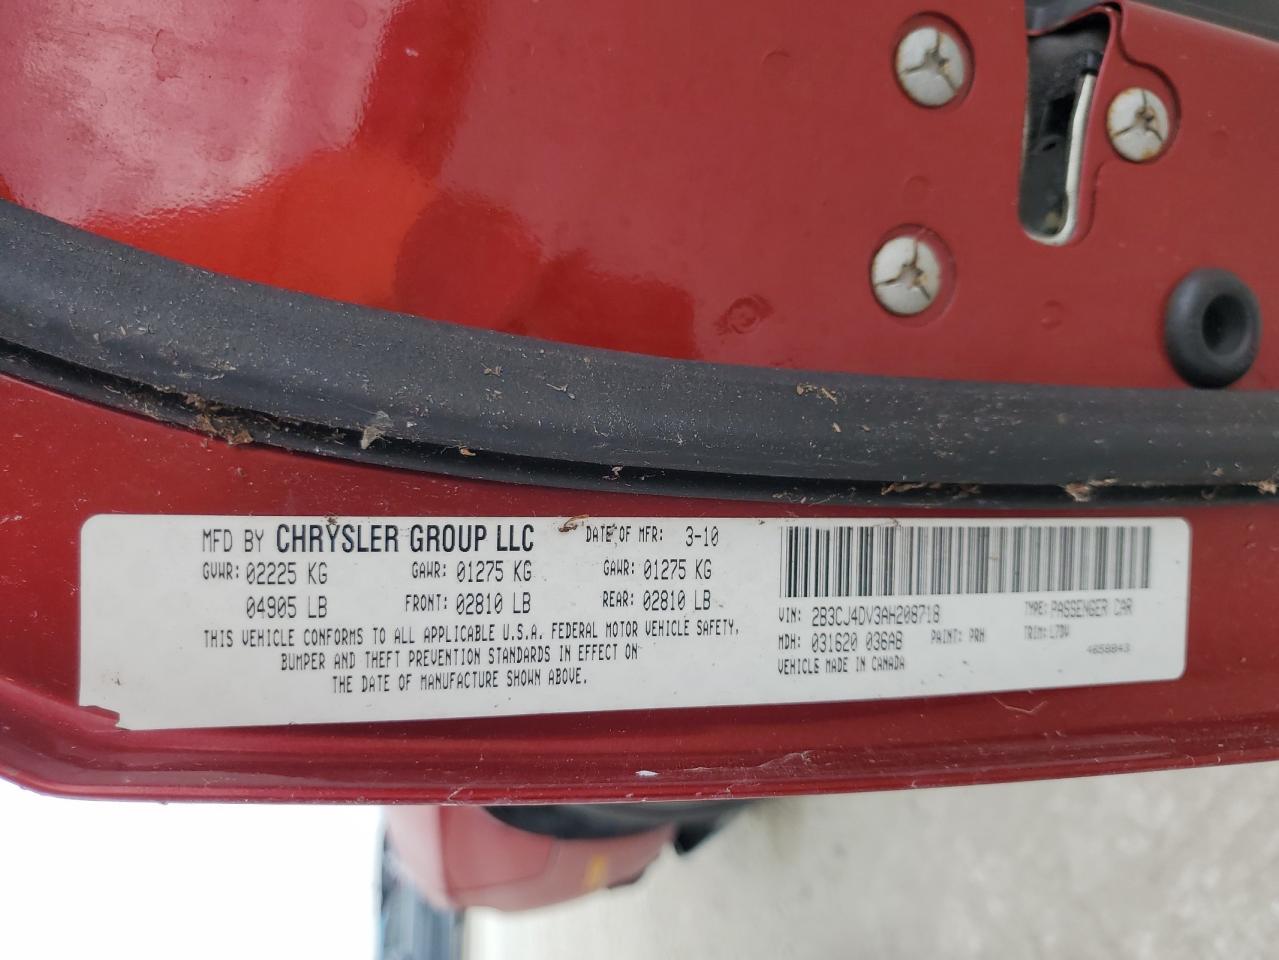 MFD BY CHRYSLER GROUP LLC DATE OF MFR: 3-10
GVWR: 02225 KG GAWR: 01275 KG GAWR: 01275 KG
04905 LB FRONT: 02810 LB REAR: 02810 LB
THIS VEHICLE CONFORMS TO ALL APPLICABLE U.S.A. FEDERAL MOTOR VEHICLE SAFETY,
BUMPER AND THEFT PREVENTION STANDARDS IN EFFECT ON
THE DATE OF MANUFACTURE SHOWN ABOVE.
VIN: 2B3CJ4DV3AH208718 TYPE: PASSENGER CAR
MDH: 031620 036AB PAINT: PRH TRIM: L7DV
VEHICLE MADE IN CANADA 4658843